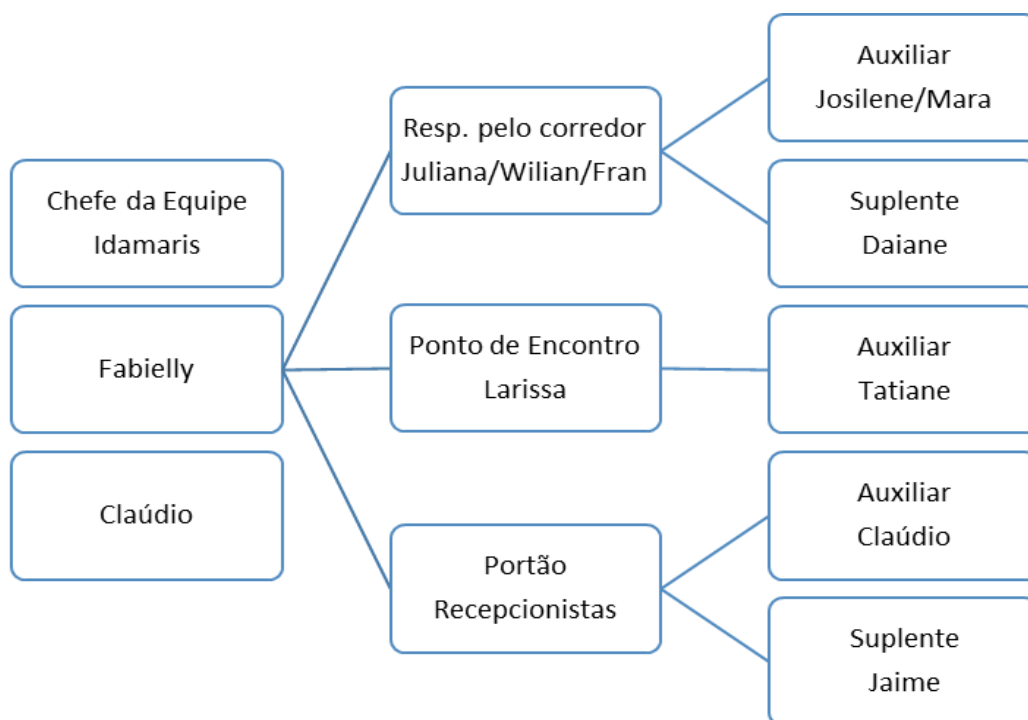 Chefe da Equipe
Idamaris
Fabielly
Claúdio
Resp. pelo corredor
Juliana/Wilian/Fran
Ponto de Encontro
Larissa
Portão
Recepcionistas
Auxiliar
Josilene/Mara
Suplente
Daiane
Auxiliar
Tatiane
Auxiliar
Claúdio
Suplente
Jaime